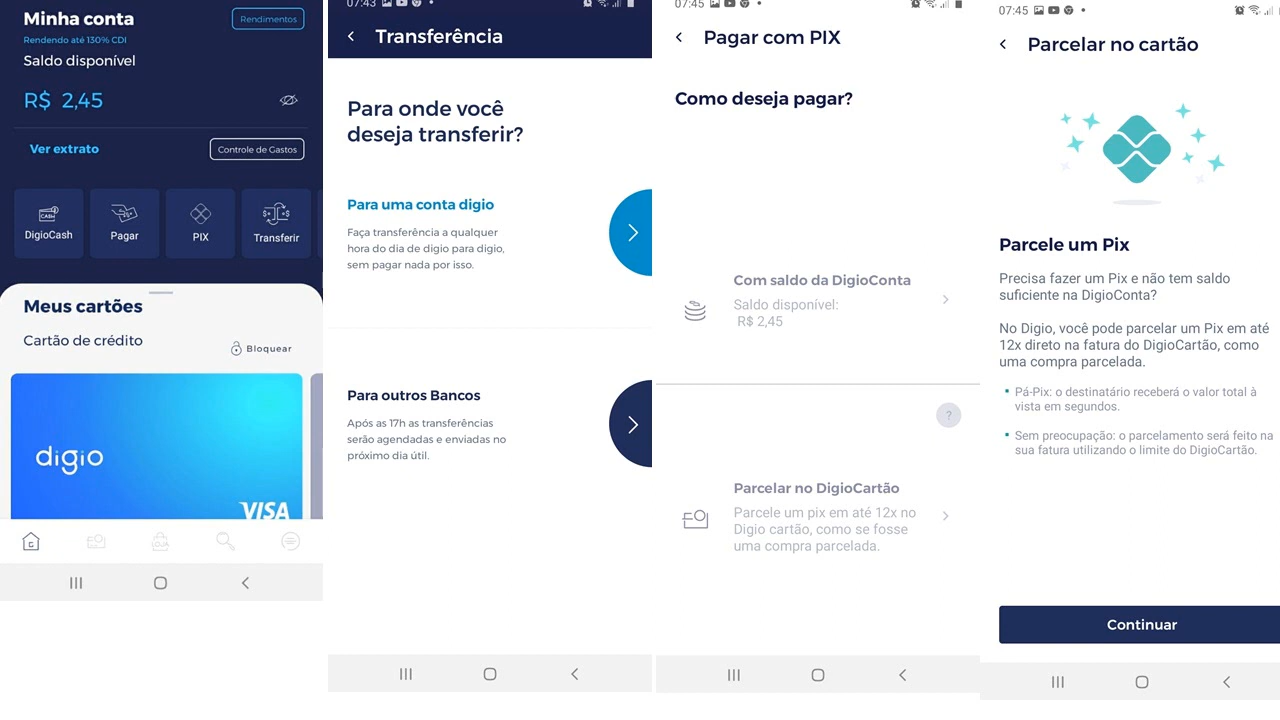 Minha conta
Rendimentos
Rendendo até 130% CDI
Saldo disponível
R$ 2,45
Ver extrato
Controle de Gastos
CASH
DigioCash
Pagar
PIX
Transferir
Meus cartões
Cartão de crédito
Bloquear
digio
VISA
07:43
Transferência
Para onde você
deseja transferir?
Para uma conta digio
Faça transferência a qualquer
hora do dia de digio para digio,
sem pagar nada por isso.
Para outros Bancos
Após as 17h as transferências
serão agendadas e enviadas no
próximo dia útil.
07:45
Pagar com PIX
Como deseja pagar?
Com saldo da DigioConta
Saldo disponível:
R$ 2,45
?
Parcelar no DigioCartão
Parcele um pix em até 12x no
Digio cartão, como se fosse
uma compra parcelada.
07:45
Parcelar no cartão
Parcele um Pix
Precisa fazer um Pix e não tem saldo
suficiente na DigioConta?
No Digio, você pode parcelar um Pix em até
12x direto na fatura do DigioCartão, como
uma compra parcelada.
• Pá-Pix: o destinatário receberá o valor total à
vista em segundos.
• Sem preocupação: o parcelamento será feito na
sua fatura utilizando o limite do DigioCartão.
Continuar